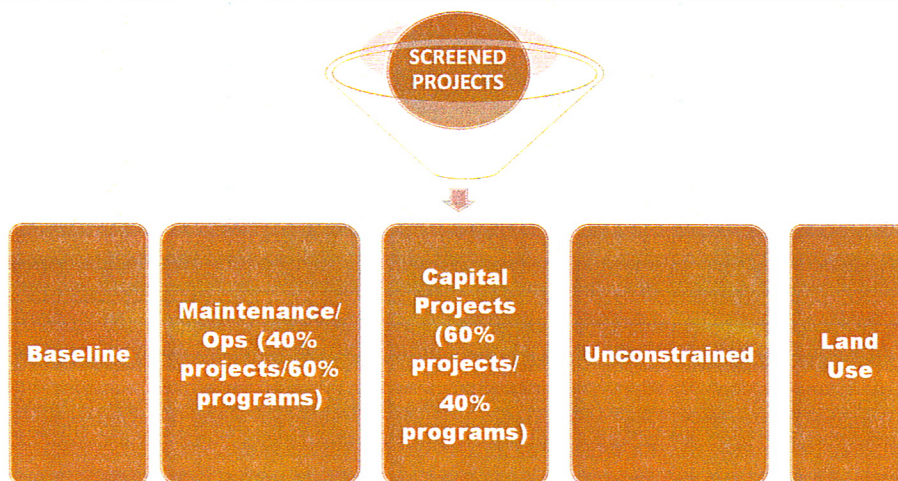 SCREENED
PROJECTS
Baseline
Maintenance/
Ops (40%
projects/60%
programs)
Capital
Projects
(60%
projects/
40%
programs)
Unconstrained
Land
Use